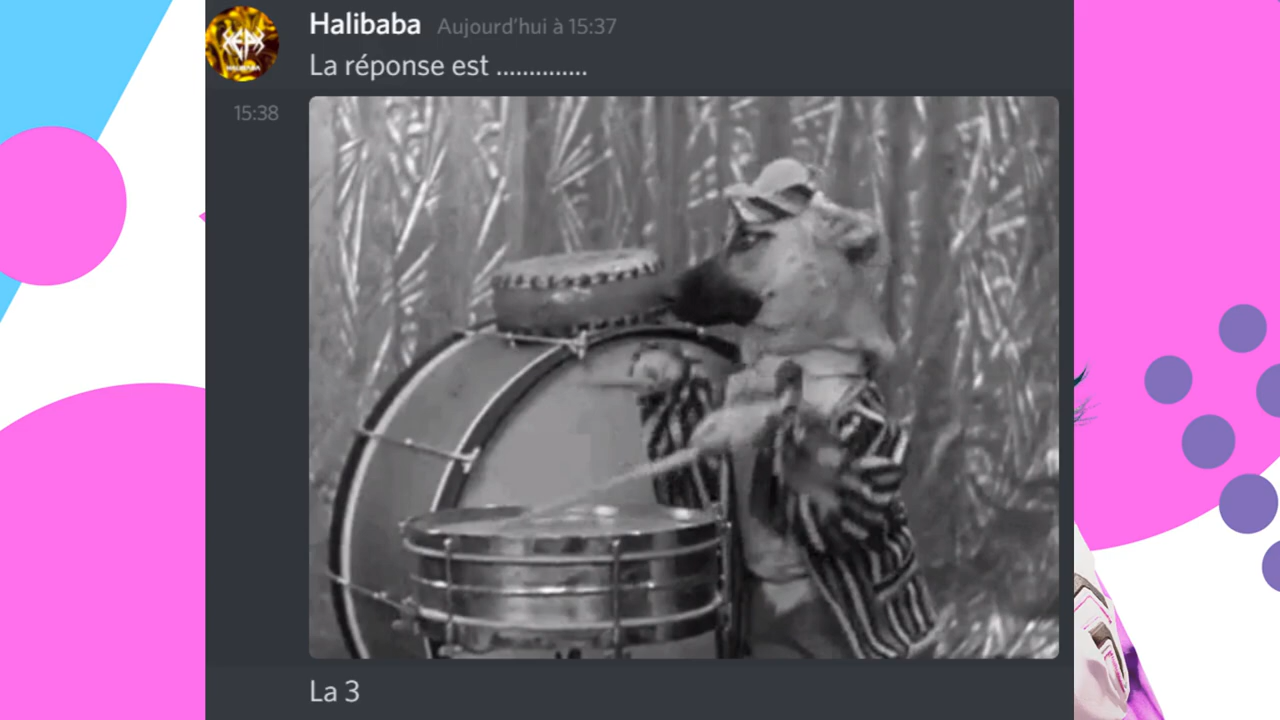 Halibaba Aujourd'hui à 15:37
La réponse est ..............
15:38
La 3